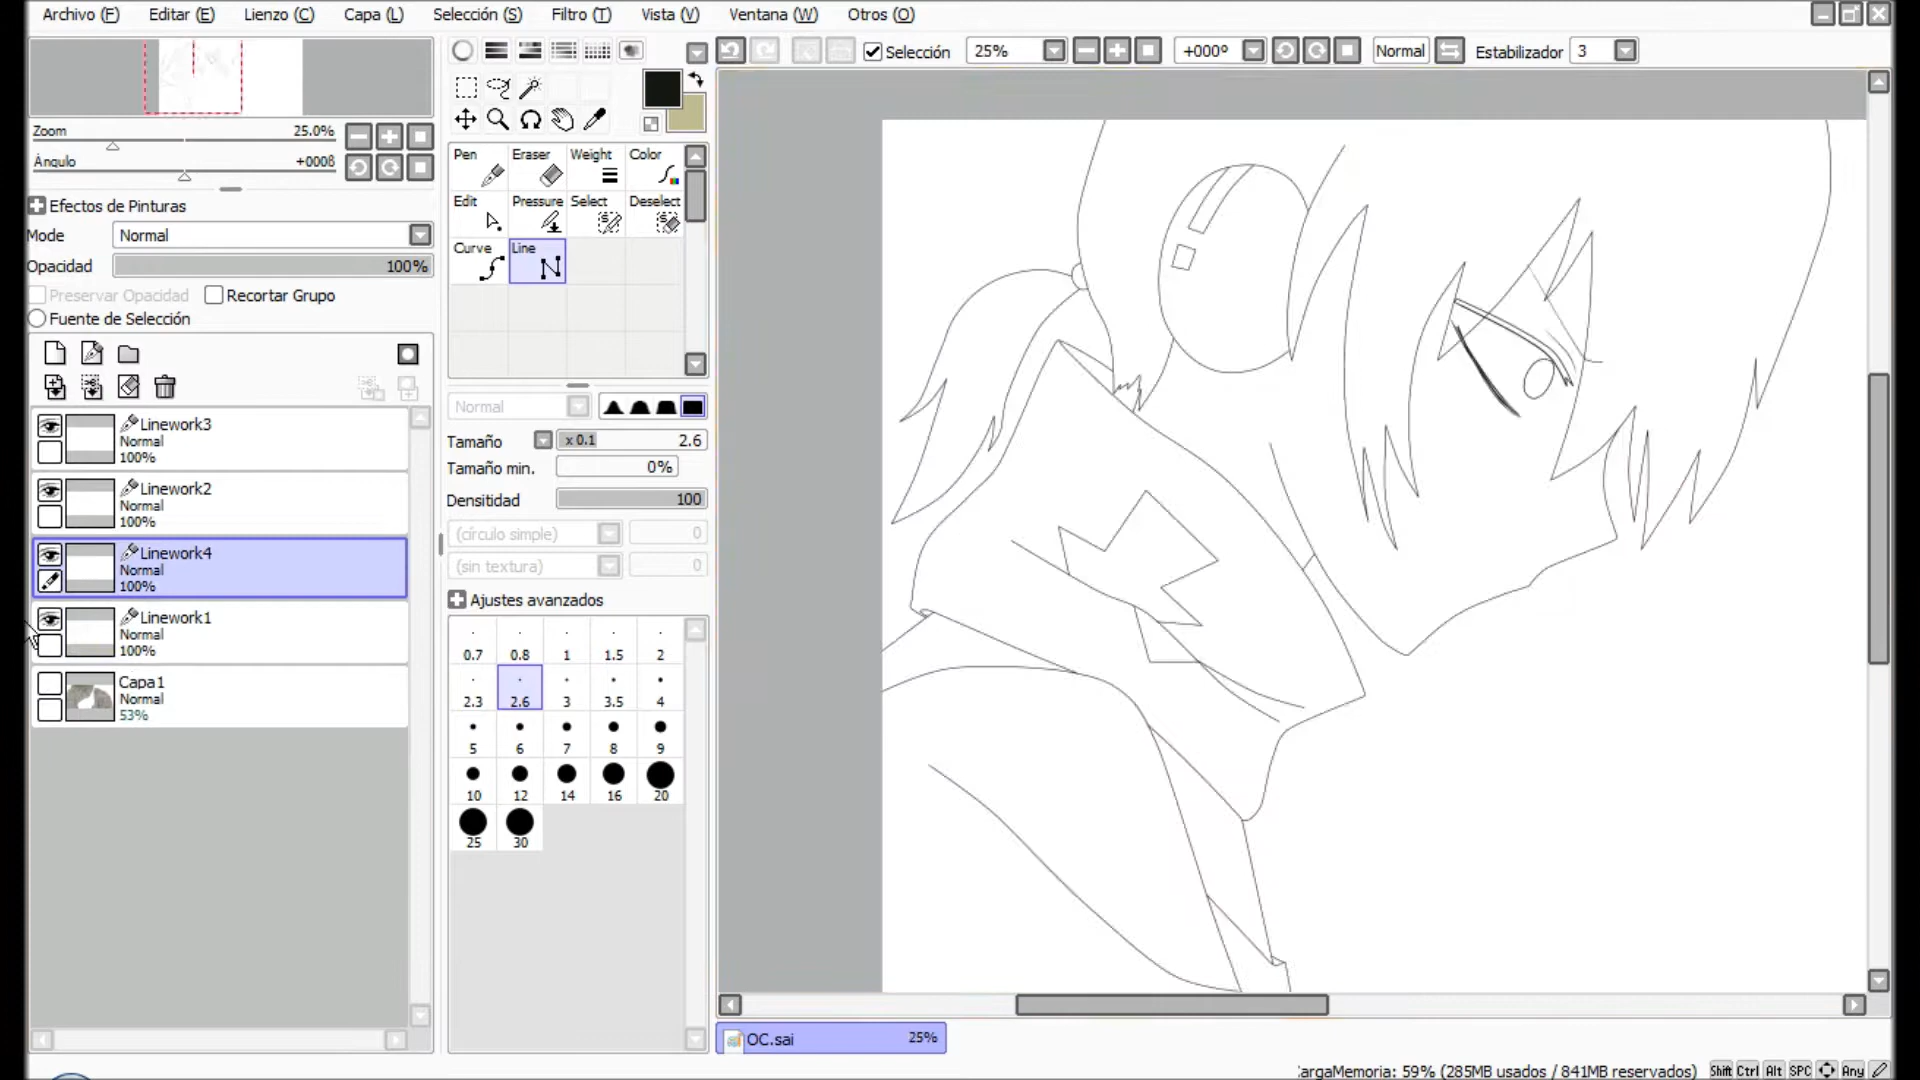 Archivo (F) Editar (E) Lienzo (C) Capa (L) Selección (S) Filtro (T) Vista (V) Ventana (W) Otros (O)
Selección 25% +000º Normal Estabilizador 3
Zoom 25.0%
Ángulo +000ß
Efectos de Pinturas
Mode Normal
Opacidad 100%
Preservar Opacidad Recortar Grupo
Fuente de Selección
Linework3
Normal
100%
Linework2
Normal
100%
Linework4
Normal
100%
Linework1
Normal
100%
Capa1
Normal
53%
Pen Eraser Weight Color
Edit Pressure Select Deselect
Curve Line
Normal
Tamaño x 0.1 2.6
Tamaño min. 0%
Densitidad 100
(círculo simple) 0
(sin textura) 0
Ajustes avanzados
0.7 0.8 1 1.5 2
2.3 2.6 3 3.5 4
5 6 7 8 9
10 12 14 16 20
25 30
OC.sai 25%
argaMemoria: 59% (285MB usados / 841MB reservados) Shift Ctrl Alt SPC Any